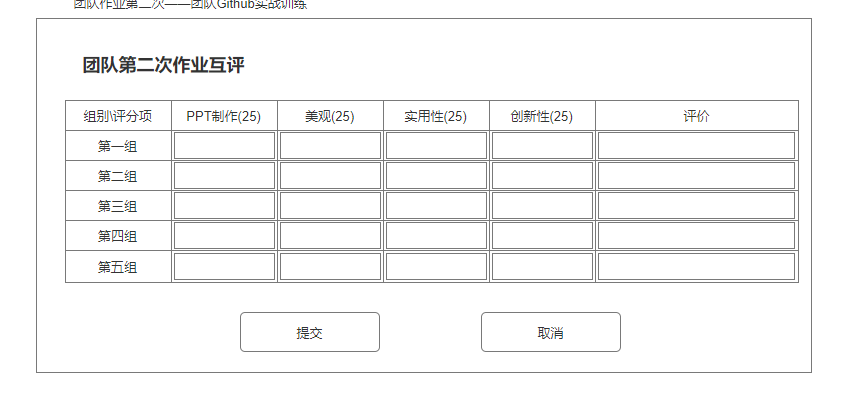 团队作业第二次——团队Github实战训练
团队第二次作业互评
组别\评分项 PPT制作(25) 美观(25) 实用性(25) 创新性(25) 评价
第一组
第二组
第三组
第四组
第五组
提交 取消